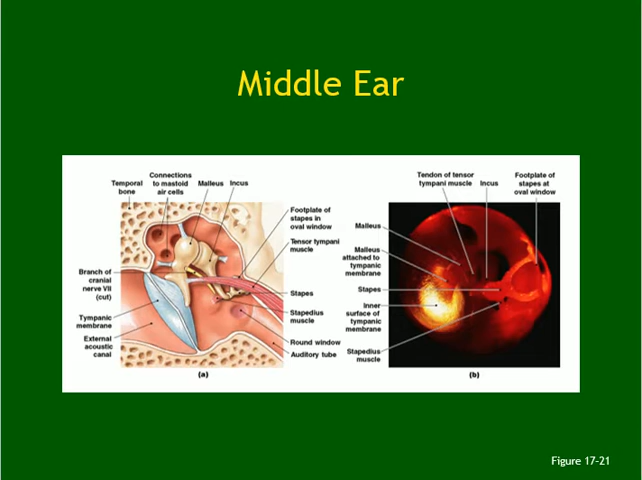 Middle Ear
Connections
to mastoid
air cells
Temporal
bone
Malleus
Incus
Footplate of
stapes in
oval window
Tensor tympani
muscle
Branch of
cranial
nerve VII
(cut)
Stapes
Stapedius
muscle
Tympanic
membrane
External
acoustic
canal
Round window
Auditory tube
(a)
Tendon of tensor
tympani muscle
Incus
Footplate of
stapes at
oval window
Malleus
Malleus
attached to
tympanic
membrane
Stapes
Inner
surface of
tympanic
membrane
Stapedius
muscle
(b)
Figure 17-21